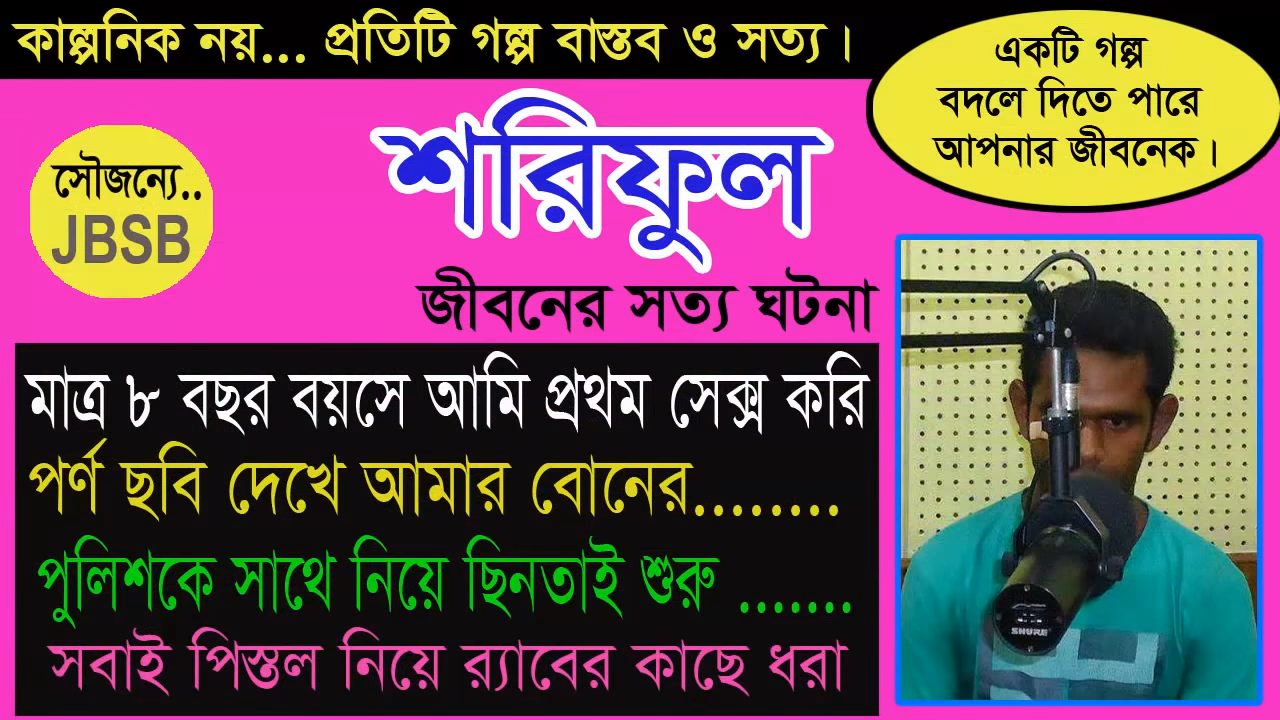 কাল্পনিক নয়... প্রতিটি গল্প বাস্তব ও সত্য।
একটি গল্প
বদলে দিতে পারে
আপনার জীবনেক।
সৌজন্যে..
JBSB
শরিফুল
জীবনের সত্য ঘটনা
মাত্র ৮ বছর বয়সে আমি প্রথম সেক্স করি
পর্ণ ছবি দেখে আমার বোনের........
পুলিশকে সাথে নিয়ে ছিনতাই শুরু .......
সবাই পিস্তল নিয়ে র‍্যাবের কাছে ধরা
SHURE